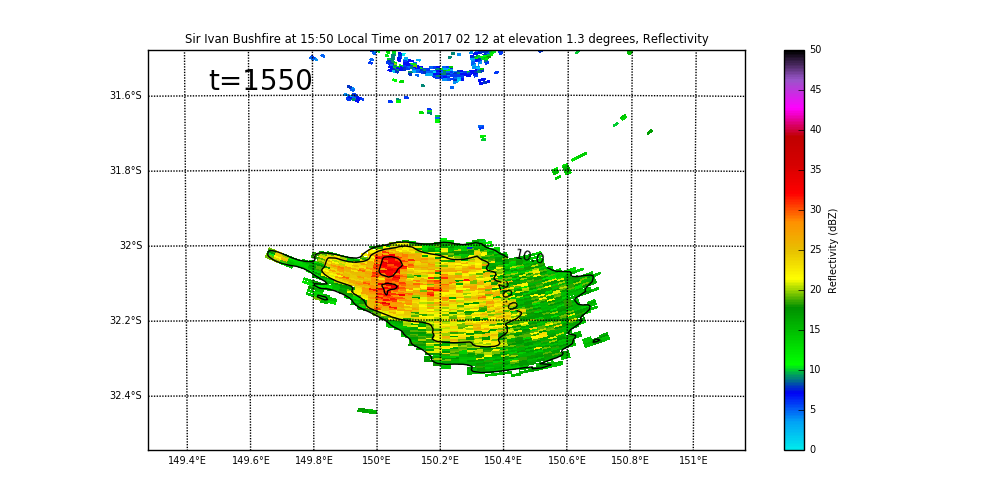 Sir Ivan Bushfire at 15:50 Local Time on 2017 02 12 at elevation 1.3 degrees, Reflectivity
t=1550
31.6°S
31.8°S
32°S
32.2°S
32.4°S
10.0
20.0
149.4°E 149.6°E 149.8°E 150°E 150.2°E 150.4°E 150.6°E 150.8°E 151°E
50
45
40
35
30
25
20
15
10
5
0
Reflectivity (dBZ)